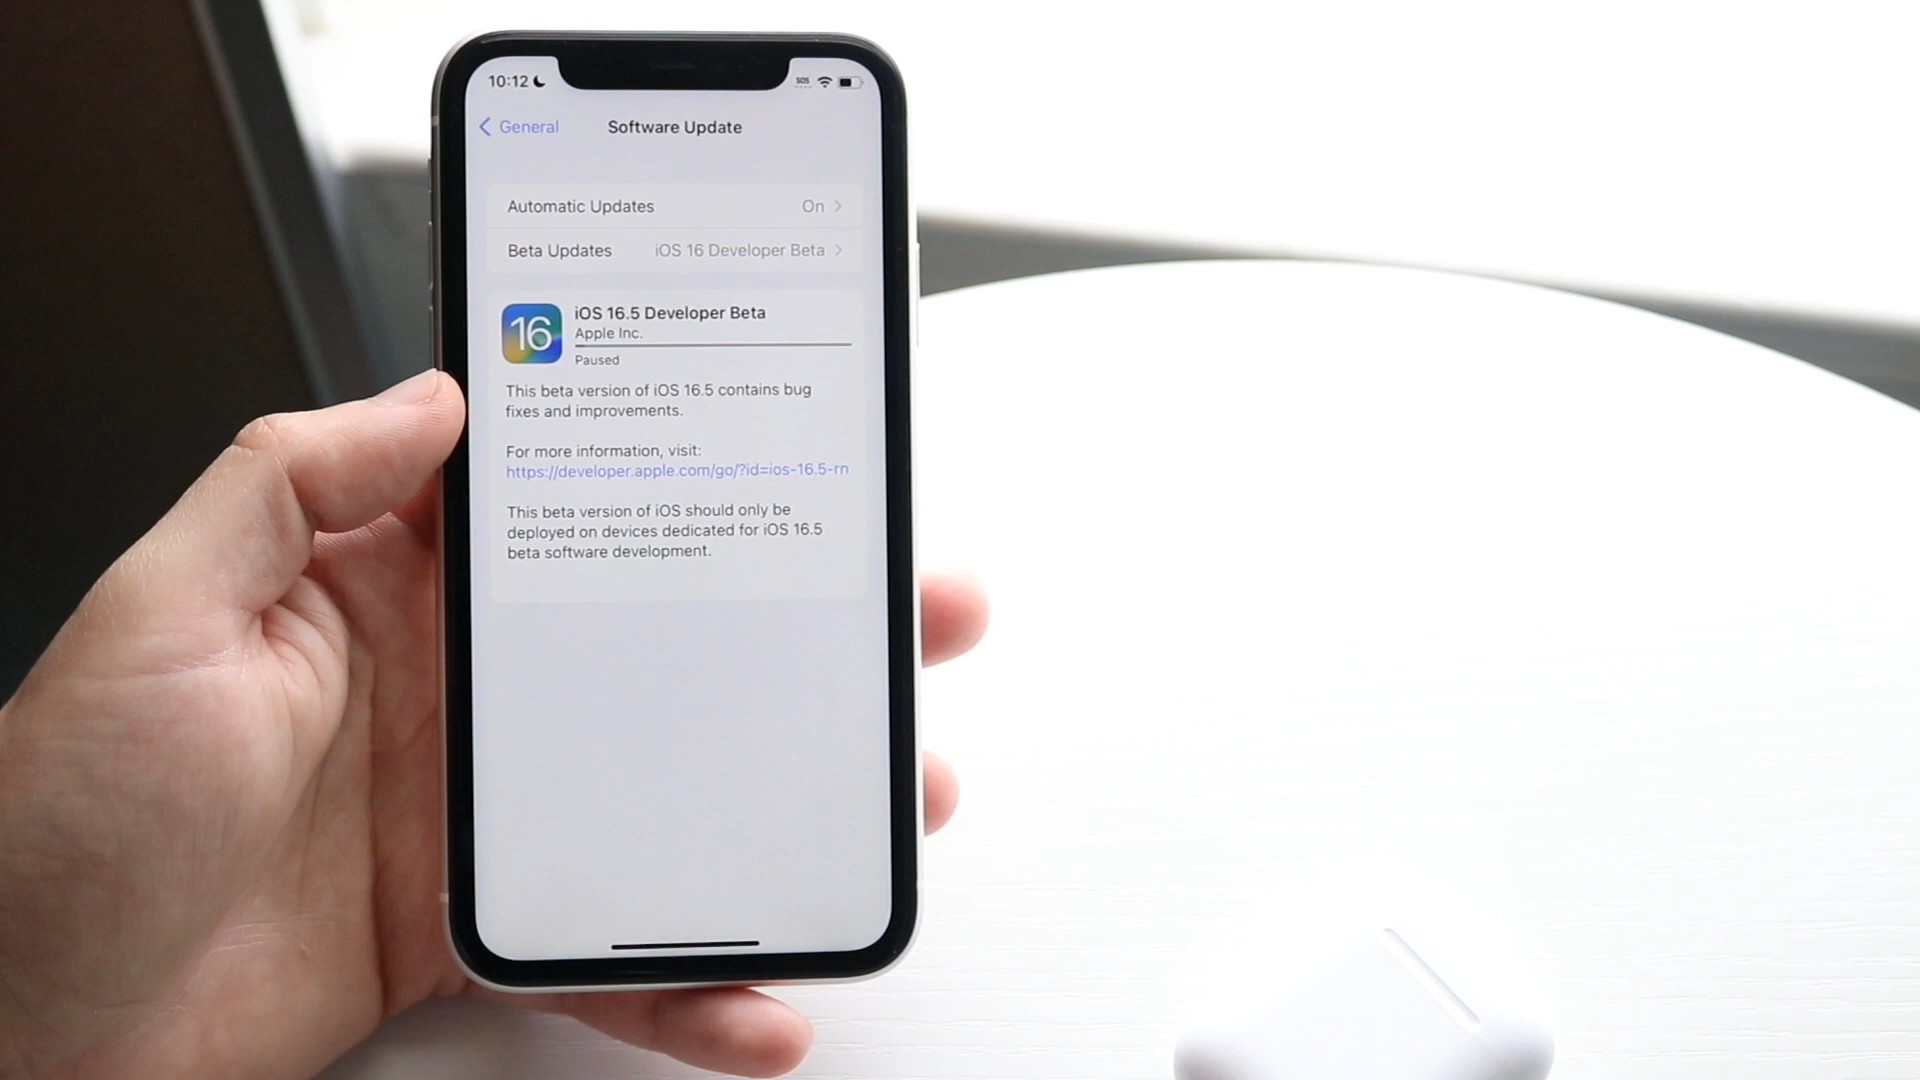 10:12 SOS
General Software Update
Automatic Updates On
Beta Updates iOS 16 Developer Beta
16
iOS 16.5 Developer Beta
Apple Inc.
Paused
This beta version of iOS 16.5 contains bug
fixes and improvements.
For more information, visit:
https://developer.apple.com/go/?id=ios-16.5-rn
This beta version of iOS should only be
deployed on devices dedicated for iOS 16.5
beta software development.